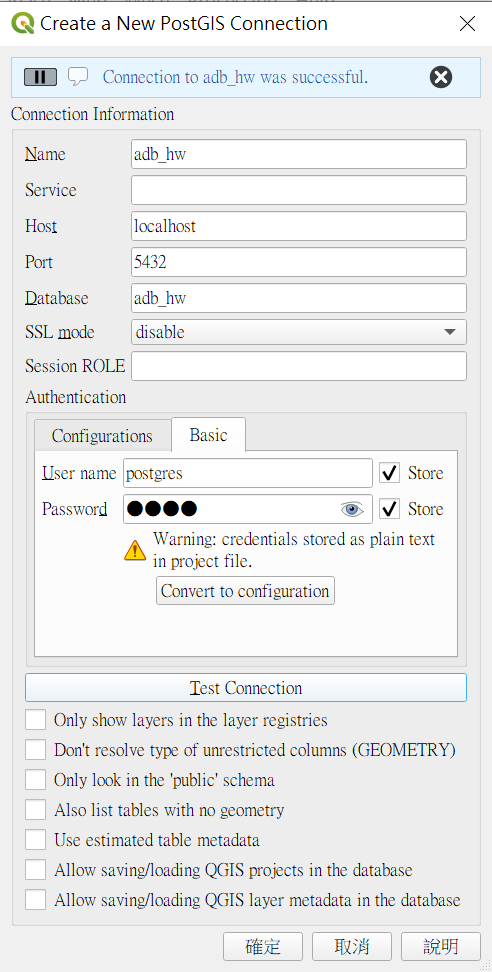 Create a New PostGIS Connection
Connection to adb_hw was successful.
Connection Information
Name adb_hw
Service
Host localhost
Port 5432
Database adb_hw
SSL mode disable
Session ROLE
Authentication
Configurations Basic
User name postgres Store
Password ●●●● Store
Warning: credentials stored as plain text
in project file.
Convert to configuration
Test Connection
Only show layers in the layer registries
Don't resolve type of unrestricted columns (GEOMETRY)
Only look in the 'public' schema
Also list tables with no geometry
Use estimated table metadata
Allow saving/loading QGIS projects in the database
Allow saving/loading QGIS layer metadata in the database
確定 取消 說明